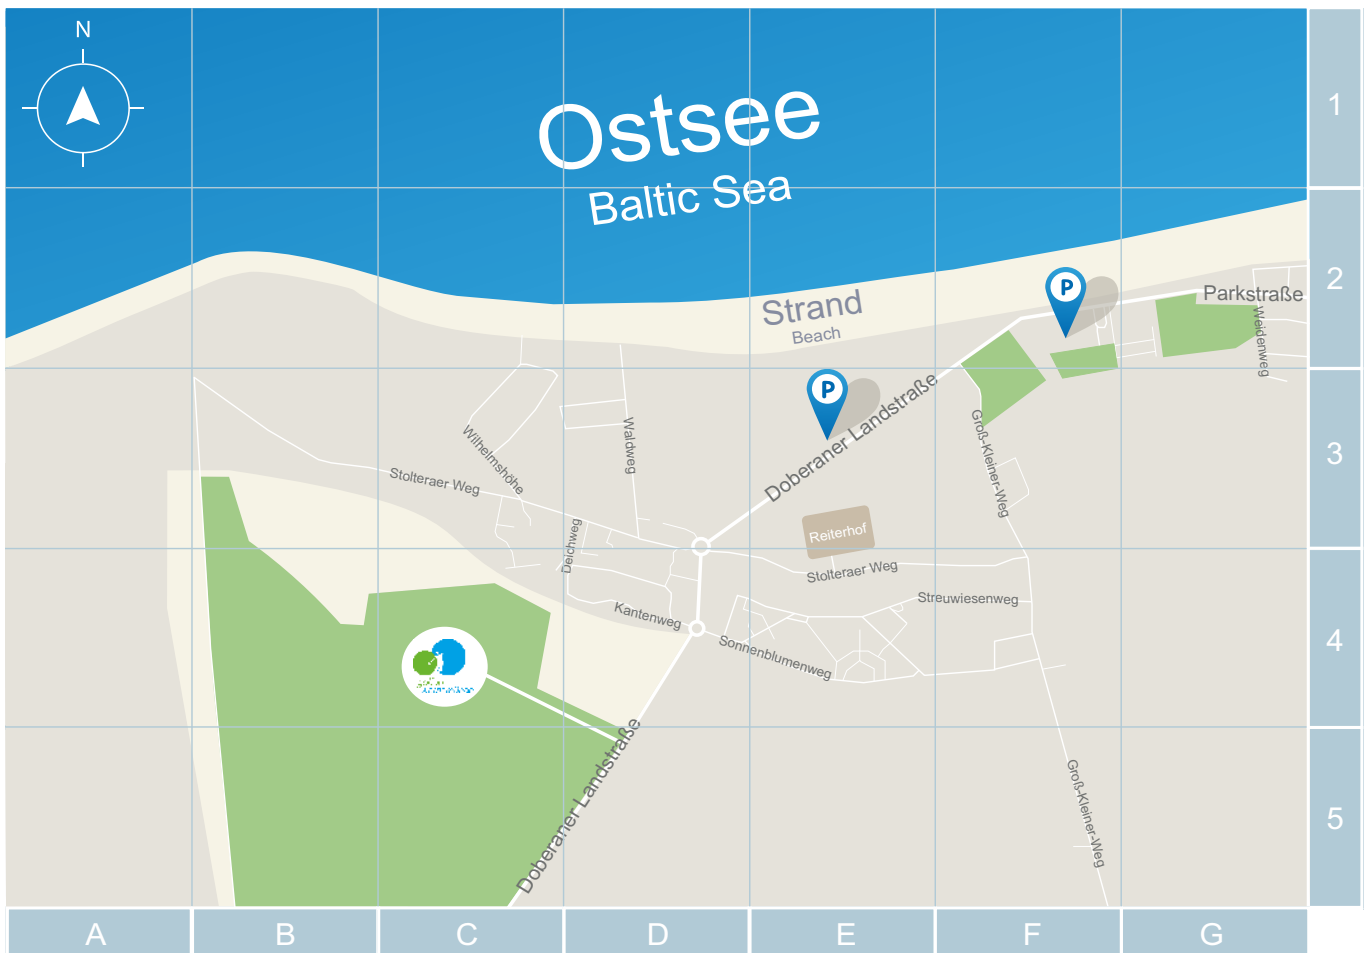 N
Ostsee
Baltic Sea
1
2
Strand
Beach
P
Parkstraße
Weidenweg
P
Doberaner Landstraße
3
Wilhelmshöhe
Waldweg
Stolteraer Weg
Groß-Kleiner-Weg
Deichweg
Reiterhof
Stolteraer Weg
Streuwiesenweg
Kantenweg
Sonnenblumenweg
4
Doberaner Landstraße
Groß-Kleiner-Weg
5
A
B
C
D
E
F
G